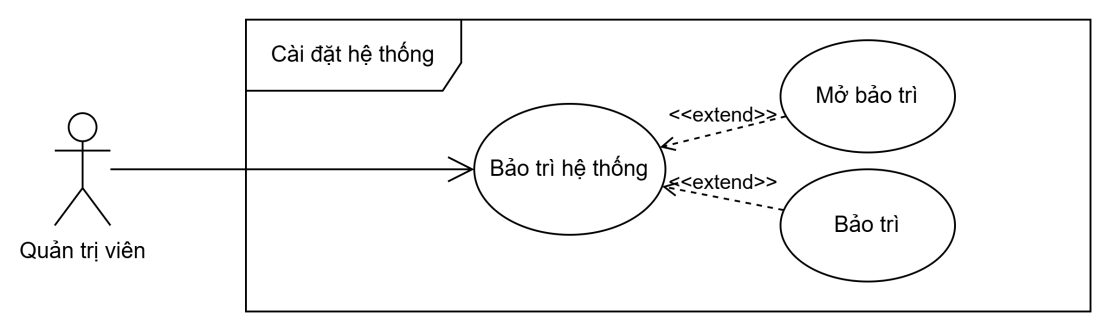 Cài đặt hệ thống
Mở bảo trì
<<extend>>
Bảo trì hệ thống
<<extend>>
Bảo trì
Quản trị viên